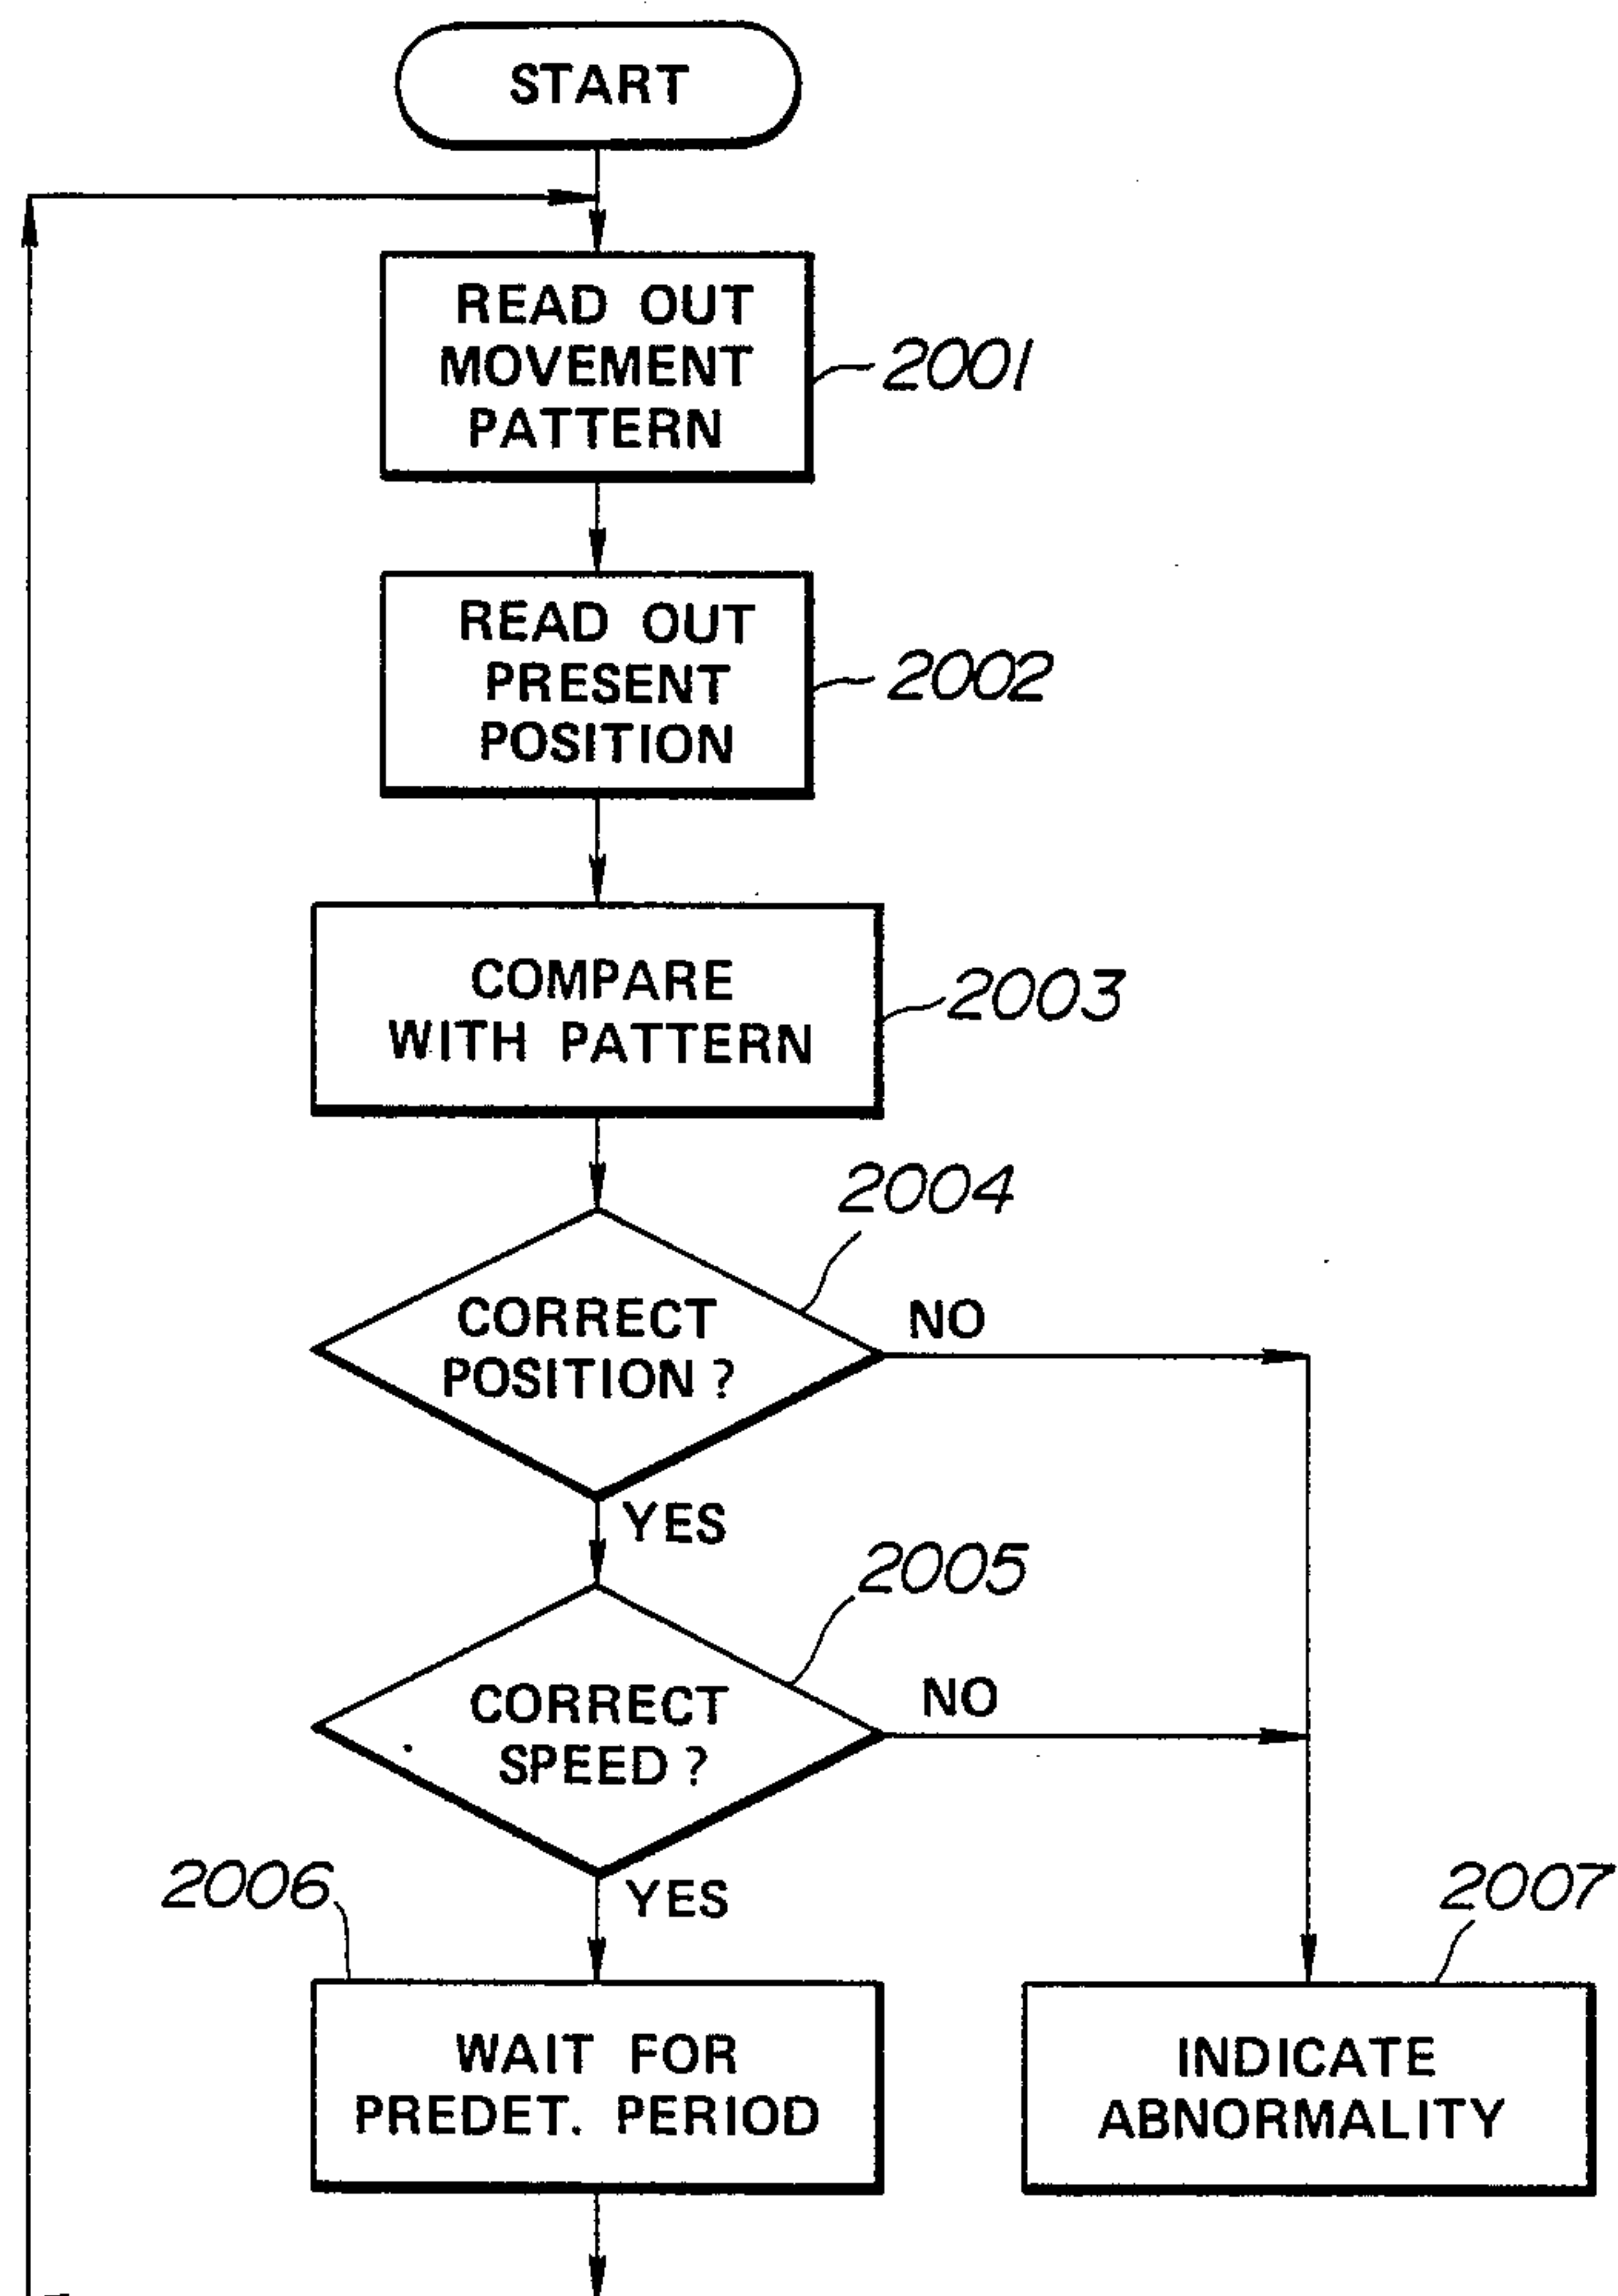 START
READ OUT
MOVEMENT
PATTERN
2001
READ OUT
PRESENT
POSITION
2002
COMPARE
WITH PATTERN
2003
2004
CORRECT
POSITION ?
NO
YES
2005
CORRECT
SPEED ?
NO
YES
2006
WAIT FOR
PREDET. PERIOD
2007
INDICATE
ABNORMALITY